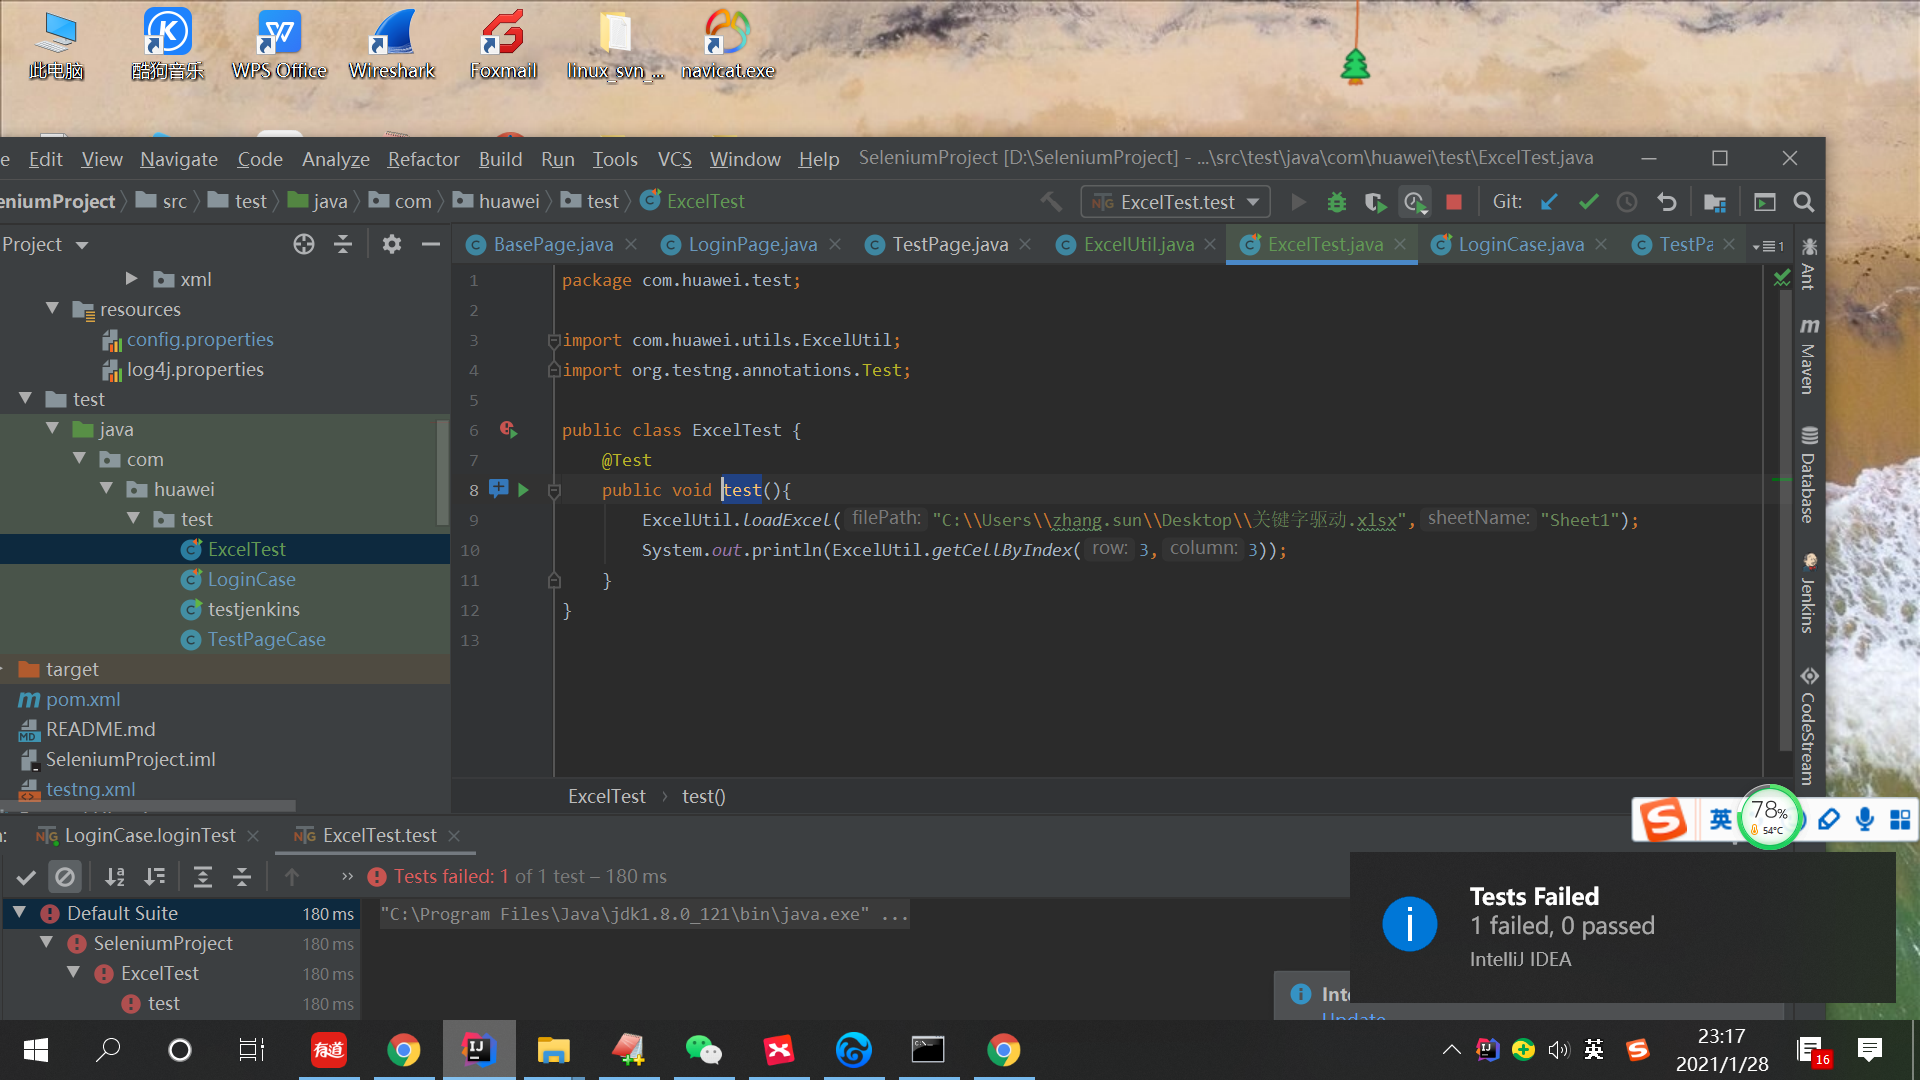 此电脑
酷狗音乐
WPS Office
Wireshark
Foxmail
linux_svn_...
navicat.exe
e Edit View Navigate Code Analyze Refactor Build Run Tools VCS Window Help SeleniumProject [D:\SeleniumProject] - ...\src\test\java\com\huawei\test\ExcelTest.java
eniumProject src test java com huawei test ExcelTest
ExcelTest.test Git:
Project
BasePage.java LoginPage.java TestPage.java ExcelUtil.java ExcelTest.java LoginCase.java TestPa 1
xml
resources
config.properties
log4j.properties
test
java
com
huawei
test
ExcelTest
LoginCase
testjenkins
TestPageCase
target
pom.xml
README.md
SeleniumProject.iml
testng.xml
1 package com.huawei.test;
2
3 import com.huawei.utils.ExcelUtil;
4 import org.testng.annotations.Test;
5
6 public class ExcelTest {
7 @Test
8 public void test(){
9 ExcelUtil.loadExcel( filePath: "C:\\Users\\zhang.sun\\Desktop\\关键字驱动.xlsx", sheetName: "Sheet1");
10 System.out.println(ExcelUtil.getCellByIndex( row: 3, column: 3));
11 }
12 }
13
Ant
Maven
Database
Jenkins
CodeStream
ExcelTest › test()
英
78%
54°C
LoginCase.loginTest
ExcelTest.test
» Tests failed: 1 of 1 test – 180 ms
Default Suite 180 ms
SeleniumProject 180 ms
ExcelTest 180 ms
test 180 ms
"C:\Program Files\Java\jdk1.8.0_121\bin\java.exe" ...
Tests Failed
1 failed, 0 passed
IntelliJ IDEA
Inte
Update
有道
英
23:17
2021/1/28
16